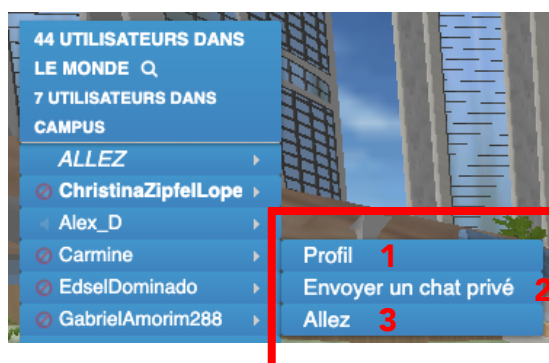 44 UTILISATEURS DANS
LE MONDE
7 UTILISATEURS DANS
CAMPUS
ALLEZ
ChristinaZipfelLope
Alex_D
Carmine
EdselDominado
GabrielAmorim288
Profil 1
Envoyer un chat privé 2
Allez 3